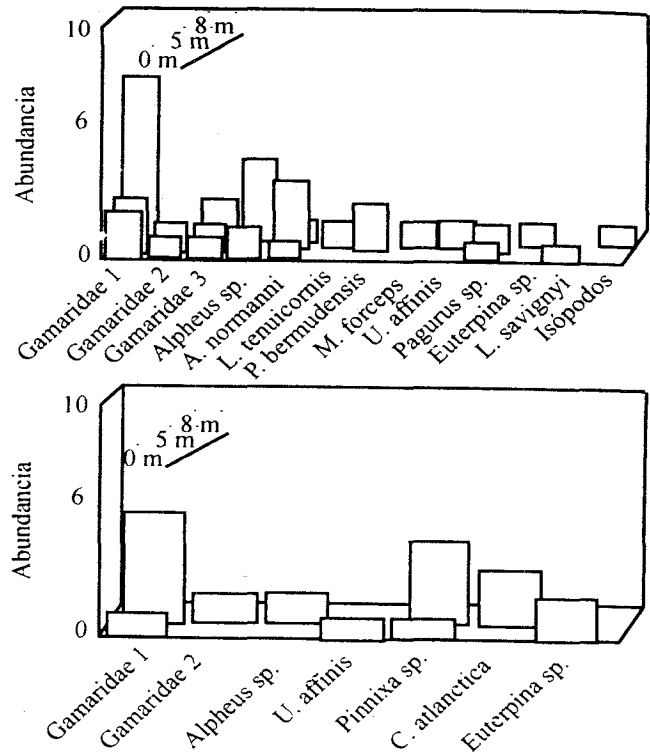 10
8 m
5 m
0 m
6
Abundancia
0
Gamaridae 1
Gamaridae 2
Gamaridae 3
Alpheus sp.
A. normanni
L. tenuicornis
P. bermudensis
M. forceps
U. affinis
Pagurus sp.
Euterpina sp.
L. savignyi
Isópodos
10
8 m
5 m
0 m
6
Abundancia
0
Gamaridae 1
Gamaridae 2
Alpheus sp.
U. affinis
Pinnixa sp.
C. atlanctica
Euterpina sp.